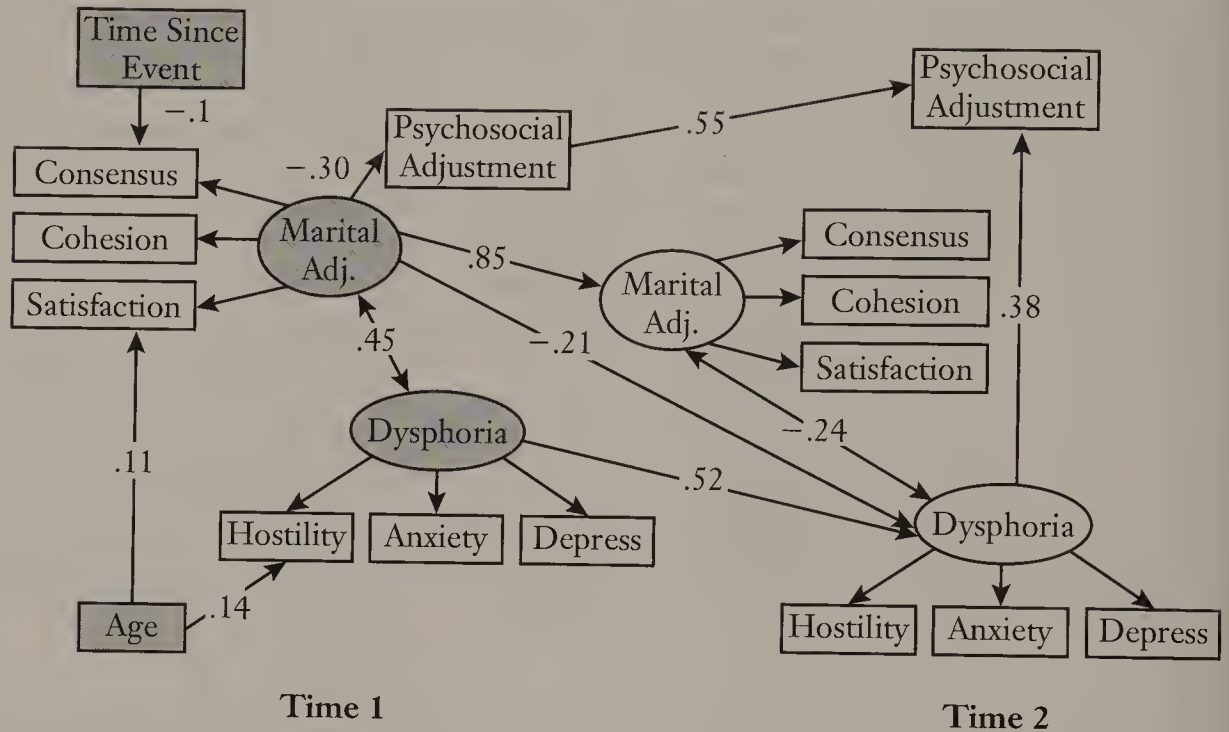 Time Since
Event
−.1
Consensus
Cohesion
Satisfaction
−.30
Psychosocial
Adjustment
.55
Psychosocial
Adjustment
Marital
Adj.
.85
Marital
Adj.
Consensus
Cohesion
Satisfaction
.38
.45
−.21
−.24
Dysphoria
.52
Dysphoria
.11
Hostility
Anxiety
Depress
.14
Age
Hostility
Anxiety
Depress
Time 1
Time 2